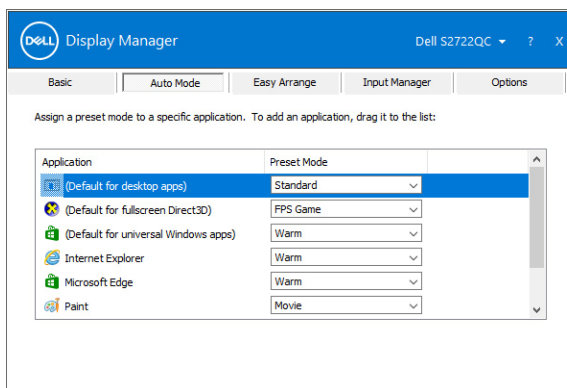 DELL Display Manager Dell S2722QC ? X
Basic Auto Mode Easy Arrange Input Manager Options
Assign a preset mode to a specific application. To add an application, drag it to the list:
Application Preset Mode
(Default for desktop apps) Standard
(Default for fullscreen Direct3D) FPS Game
(Default for universal Windows apps) Warm
Internet Explorer Warm
Microsoft Edge Warm
Paint Movie